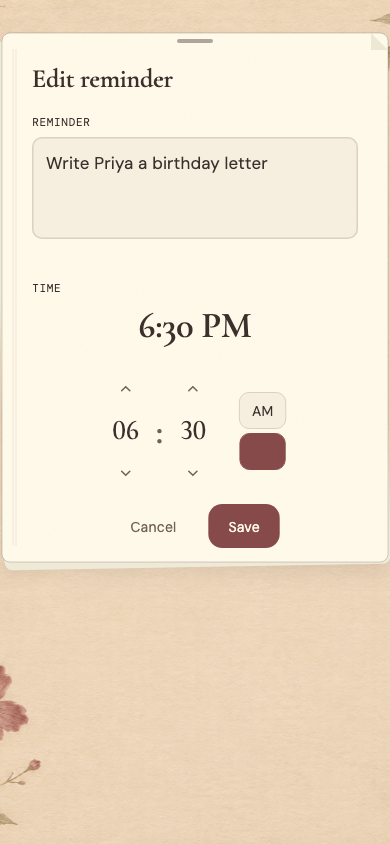 Edit reminder
REMINDER
Write Priya a birthday letter
TIME
6:30 PM
AM
06 : 30
Cancel Save